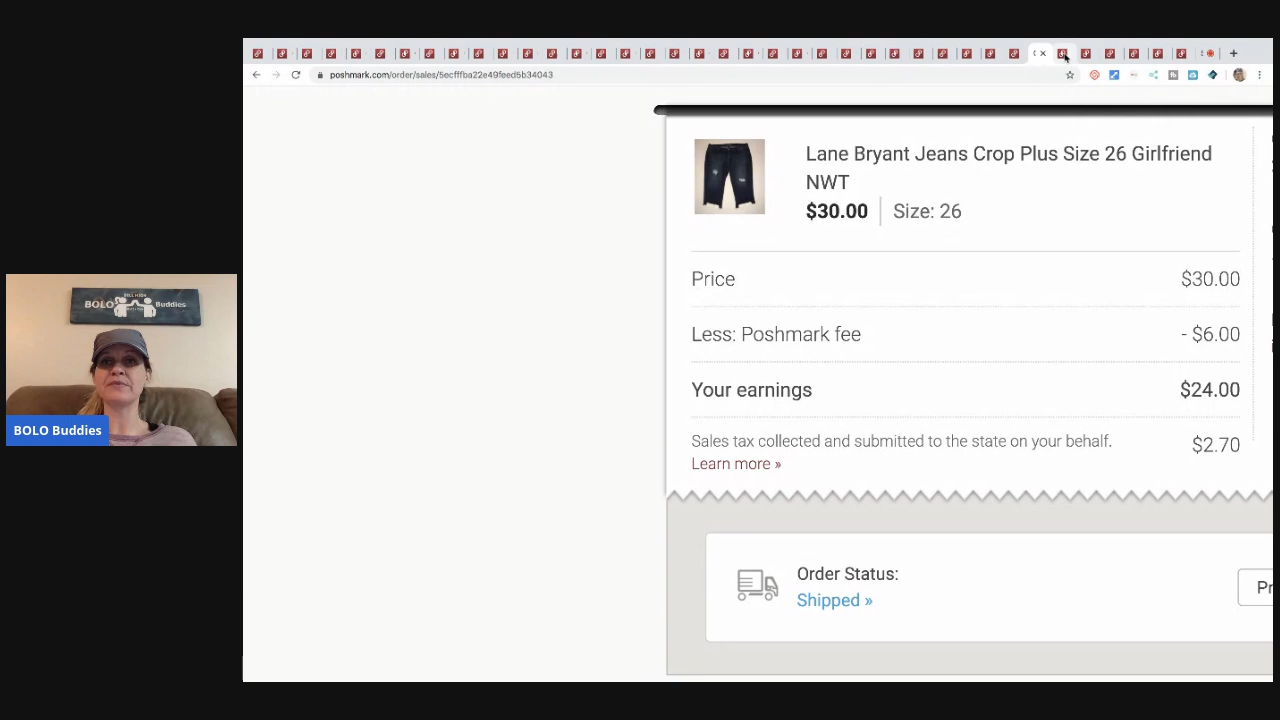 poshmark.com/order/sales/5ecfffba22e49feed5b34043
Lane Bryant Jeans Crop Plus Size 26 Girlfriend
NWT
$30.00 Size: 26
Price $30.00
Less: Poshmark fee - $6.00
Your earnings $24.00
Sales tax collected and submitted to the state on your behalf. $2.70
Learn more »
Order Status:
Shipped »
Pr
BOLO Buddies
BOLO Buddies